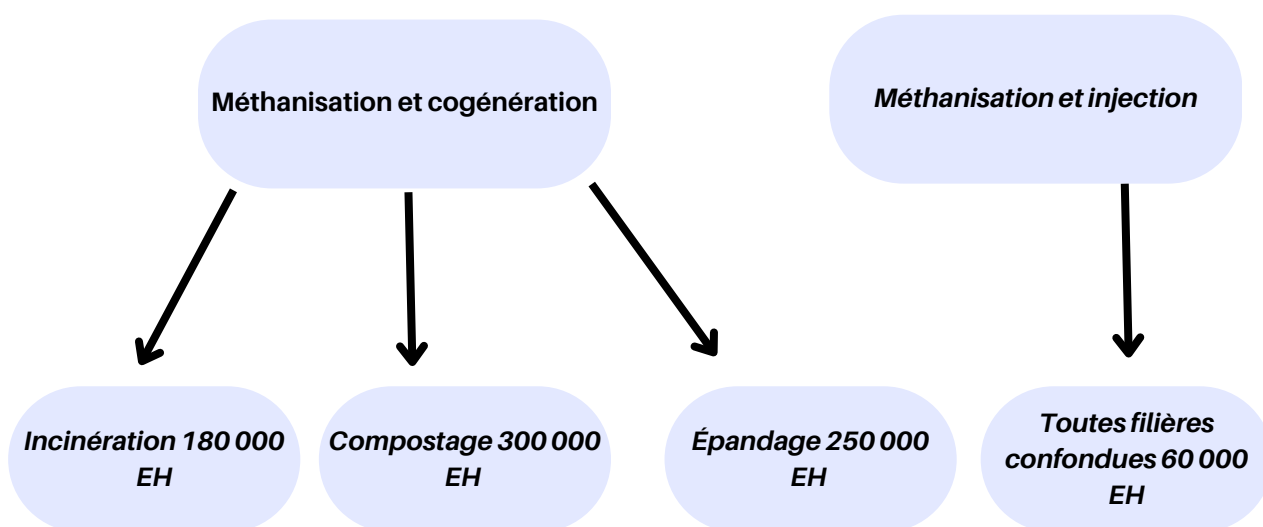 Méthanisation et cogénération
Méthanisation et injection
Incinération 180 000
EH
Compostage 300 000
EH
Épandage 250 000
EH
Toutes filières
confondues 60 000
EH